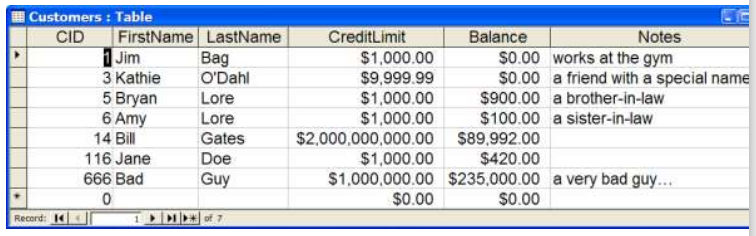 Customers : Table
CID FirstName LastName CreditLimit Balance Notes
1 Jim Bag $1,000.00 $0.00 works at the gym
3 Kathie O'Dahl $9,999.99 $0.00 a friend with a special name
5 Bryan Lore $1,000.00 $900.00 a brother-in-law
6 Amy Lore $1,000.00 $100.00 a sister-in-law
14 Bill Gates $2,000,000,000.00 $89,992.00
116 Jane Doe $1,000.00 $420.00
666 Bad Guy $1,000,000.00 $235,000.00 a very bad guy...
* 0 $0.00 $0.00
Record: 1 of 7